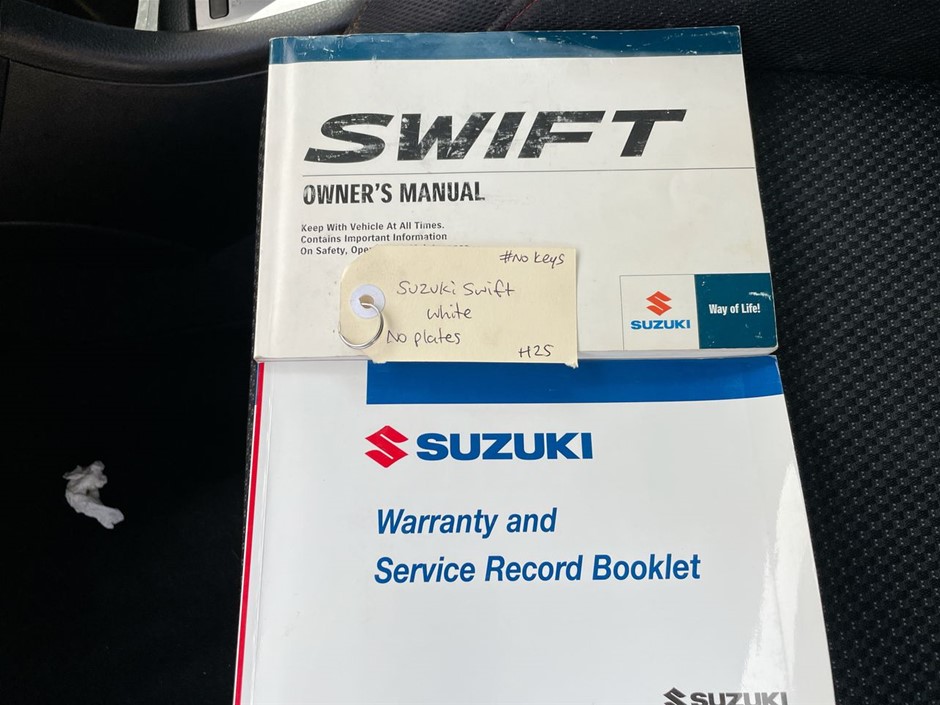 SWIFT
OWNER'S MANUAL
Keep With Vehicle At All Times.
Contains Important Information
On Safety,
#No keys
Suzuki Swift
White
No plates
H25
SUZUKI
Way of Life!
SUZUKI
Warranty and
Service Record Booklet
SUZUKI